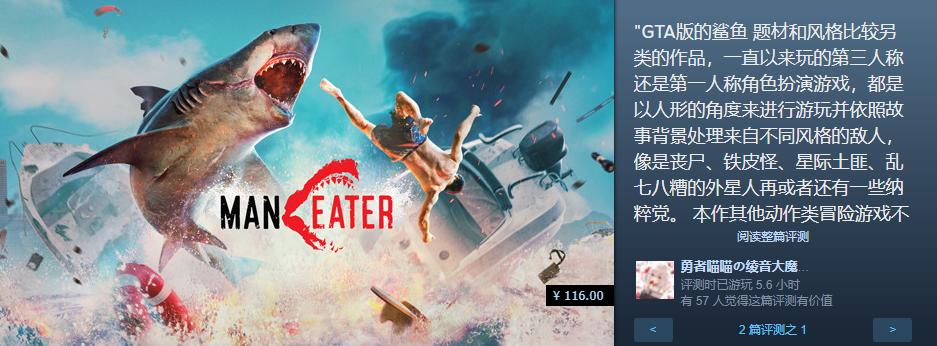 MANEATER
¥ 116.00
"GTA版的鲨鱼 题材和风格比较另
类的作品，一直以来玩的第三人称
还是第一人称角色扮演游戏，都是
以人形的角度来进行游玩并依照故
事背景处理来自不同风格的敌人，
像是丧尸、铁皮怪、星际土匪、乱
七八糟的外星人再或者还有一些纳
粹党。 本作其他动作类冒险游戏不
阅读整篇评测
勇者喵喵の绫音大魔...
评测时已游玩 5.6 小时
有 57 人觉得这篇评测有价值
< 2 篇评测之 1 >